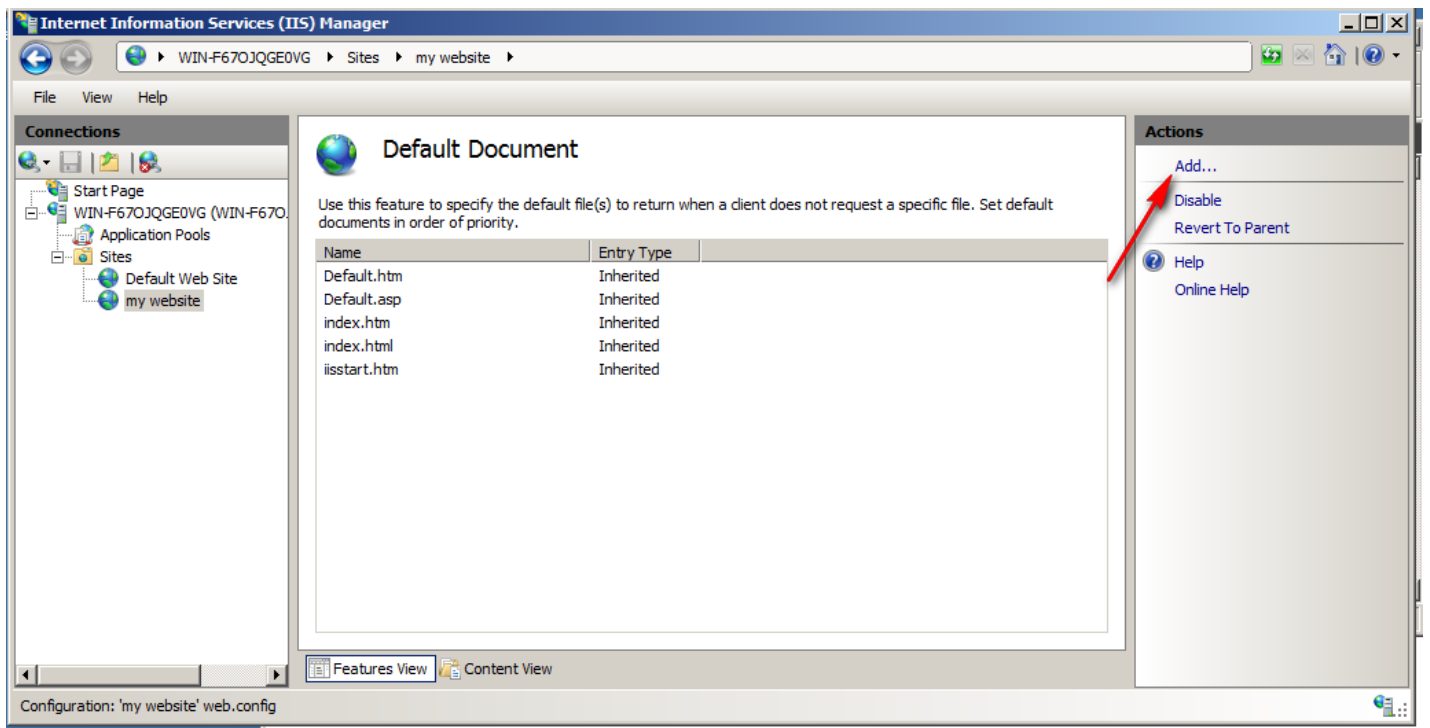 Internet Information Services (IIS) Manager
WIN-F67OJQGE0VG Sites my website
File View Help
Connections
Start Page
WIN-F67OJQGE0VG (WIN-F67O
Application Pools
Sites
Default Web Site
my website
Default Document
Use this feature to specify the default file(s) to return when a client does not request a specific file. Set default
documents in order of priority.
Name Entry Type
Default.htm Inherited
Default.asp Inherited
index.htm Inherited
index.html Inherited
iisstart.htm Inherited
Features View Content View
Actions
Add...
Disable
Revert To Parent
Help
Online Help
Configuration: 'my website' web.config